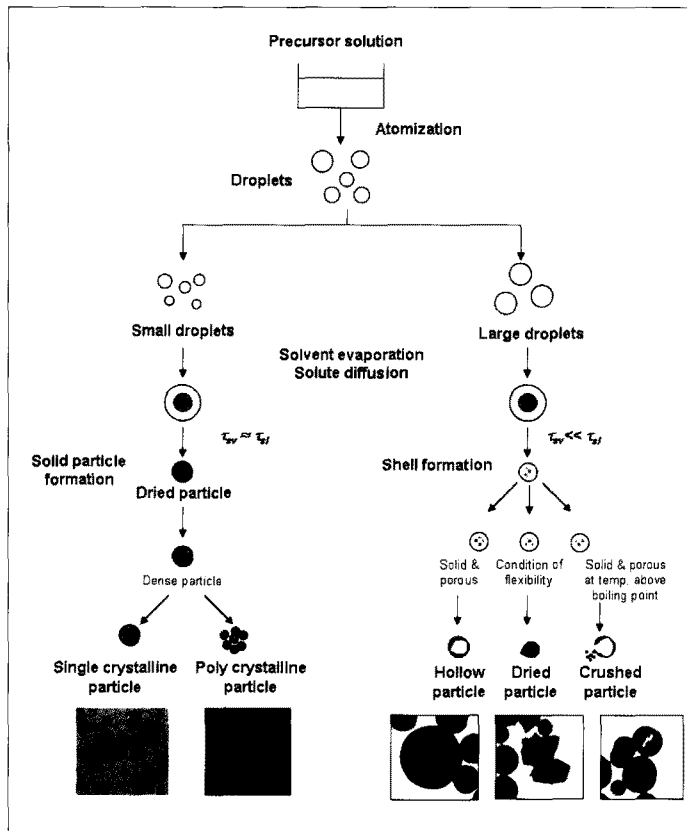 Precursor solution
Atomization
Droplets
Small droplets
Large droplets
Solvent evaporation
Solute diffusion
τsv ≈ τsl
τsv << τsl
Solid particle
formation
Dried particle
Shell formation
Dense particle
Solid &
porous
Condition of
flexibility
Solid & porous
at temp. above
boiling point
Single crystalline
particle
Poly crystalline
particle
Hollow
particle
Dried
particle
Crushed
particle